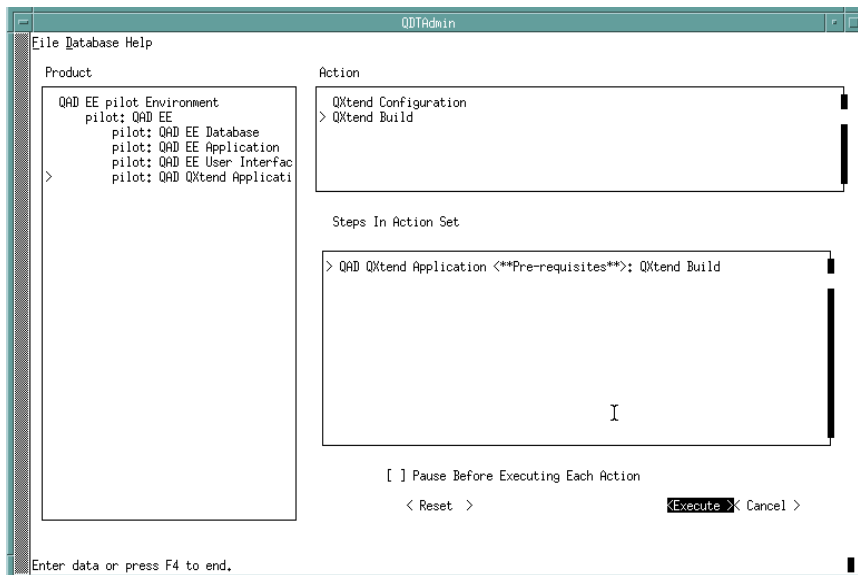 QDTAdmin
File Database Help
Product
QAD EE pilot Environment
pilot: QAD EE
pilot: QAD EE Database
pilot: QAD EE Application
pilot: QAD EE User Interfac
> pilot: QAD QXtend Applicati
Action
QXtend Configuration
> QXtend Build
Steps In Action Set
> QAD QXtend Application <**Pre-requisites**>: QXtend Build
[ ] Pause Before Executing Each Action
< Reset > <Execute >< Cancel >
Enter data or press F4 to end.